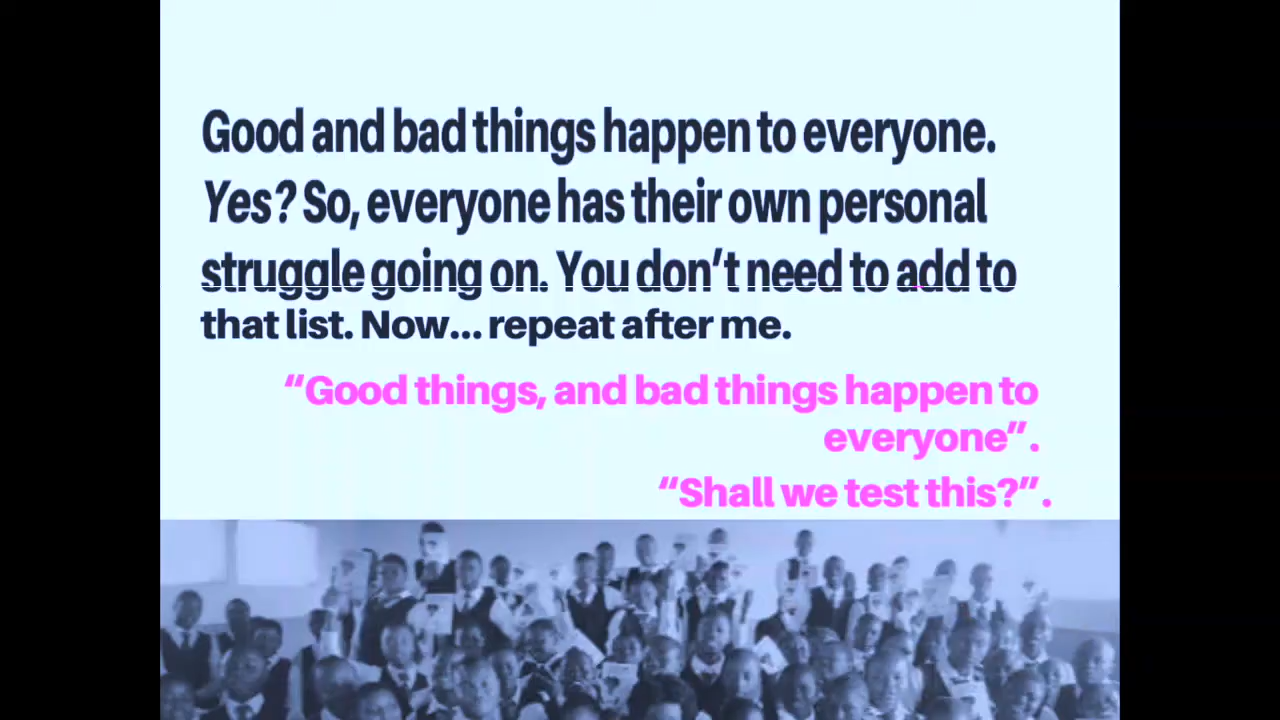 Good and bad things happen to everyone.
Yes? So, everyone has their own personal
struggle going on. You don’t need to add to
that list. Now... repeat after me.
“Good things, and bad things happen to
everyone”.
“Shall we test this?”.